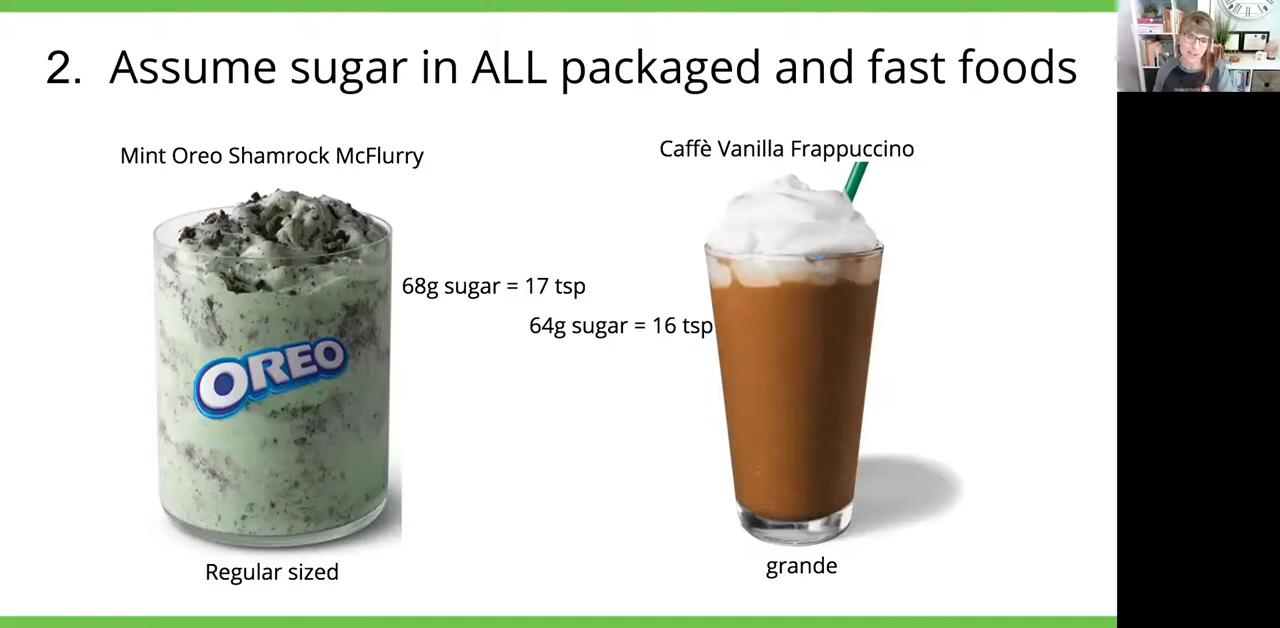 2. Assume sugar in ALL packaged and fast foods
Mint Oreo Shamrock McFlurry
Caffè Vanilla Frappuccino
68g sugar = 17 tsp
64g sugar = 16 tsp
OREO
Regular sized
grande